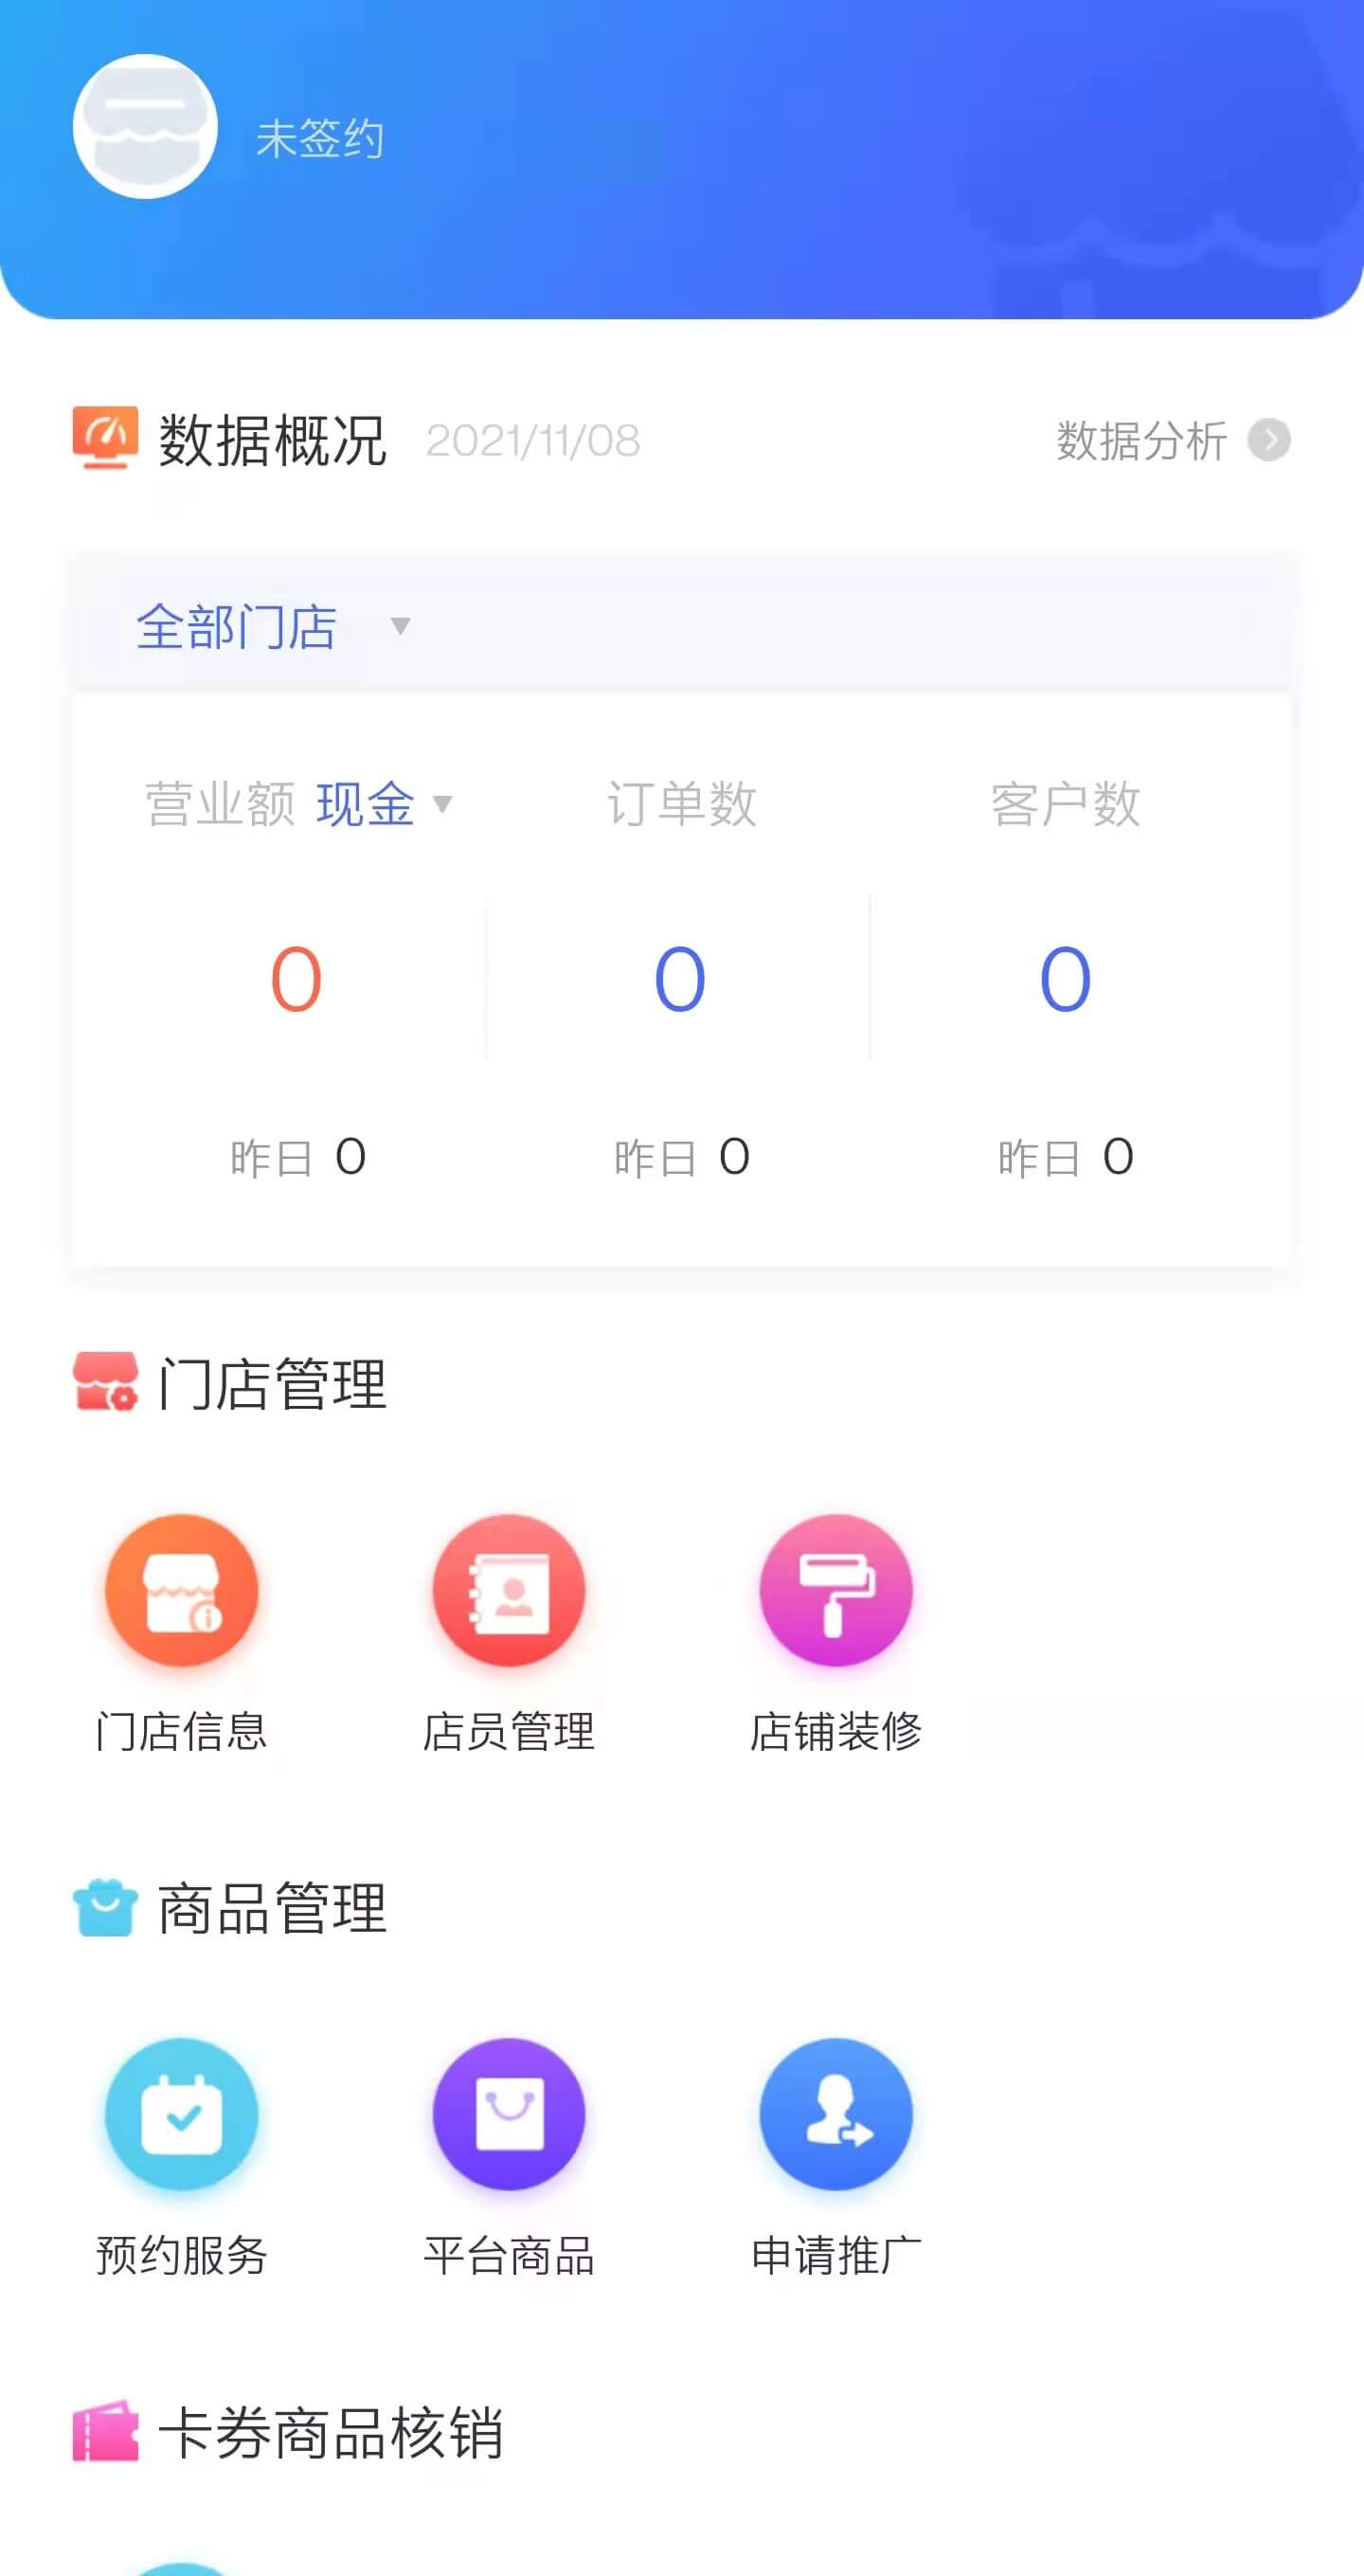 未签约
数据概况 2021/11/08 数据分析
全部门店
营业额 现金 订单数 客户数
0 0 0
昨日 0 昨日 0 昨日 0
门店管理
门店信息 店员管理 店铺装修
商品管理
预约服务 平台商品 申请推广
卡券商品核销